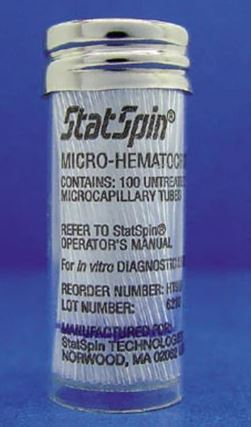 StatSpin®
MICRO-HEMATOCRIT
CONTAINS: 100 UNTREATED
MICROCAPILLARY TUBES
REFER TO StatSpin®
OPERATOR'S MANUAL
For in vitro DIAGNOSTIC
REORDER NUMBER:
LOT NUMBER:
MANUFACTURED FOR:
StatSpin TECHNOLOGIES
NORWOOD, MA 02062